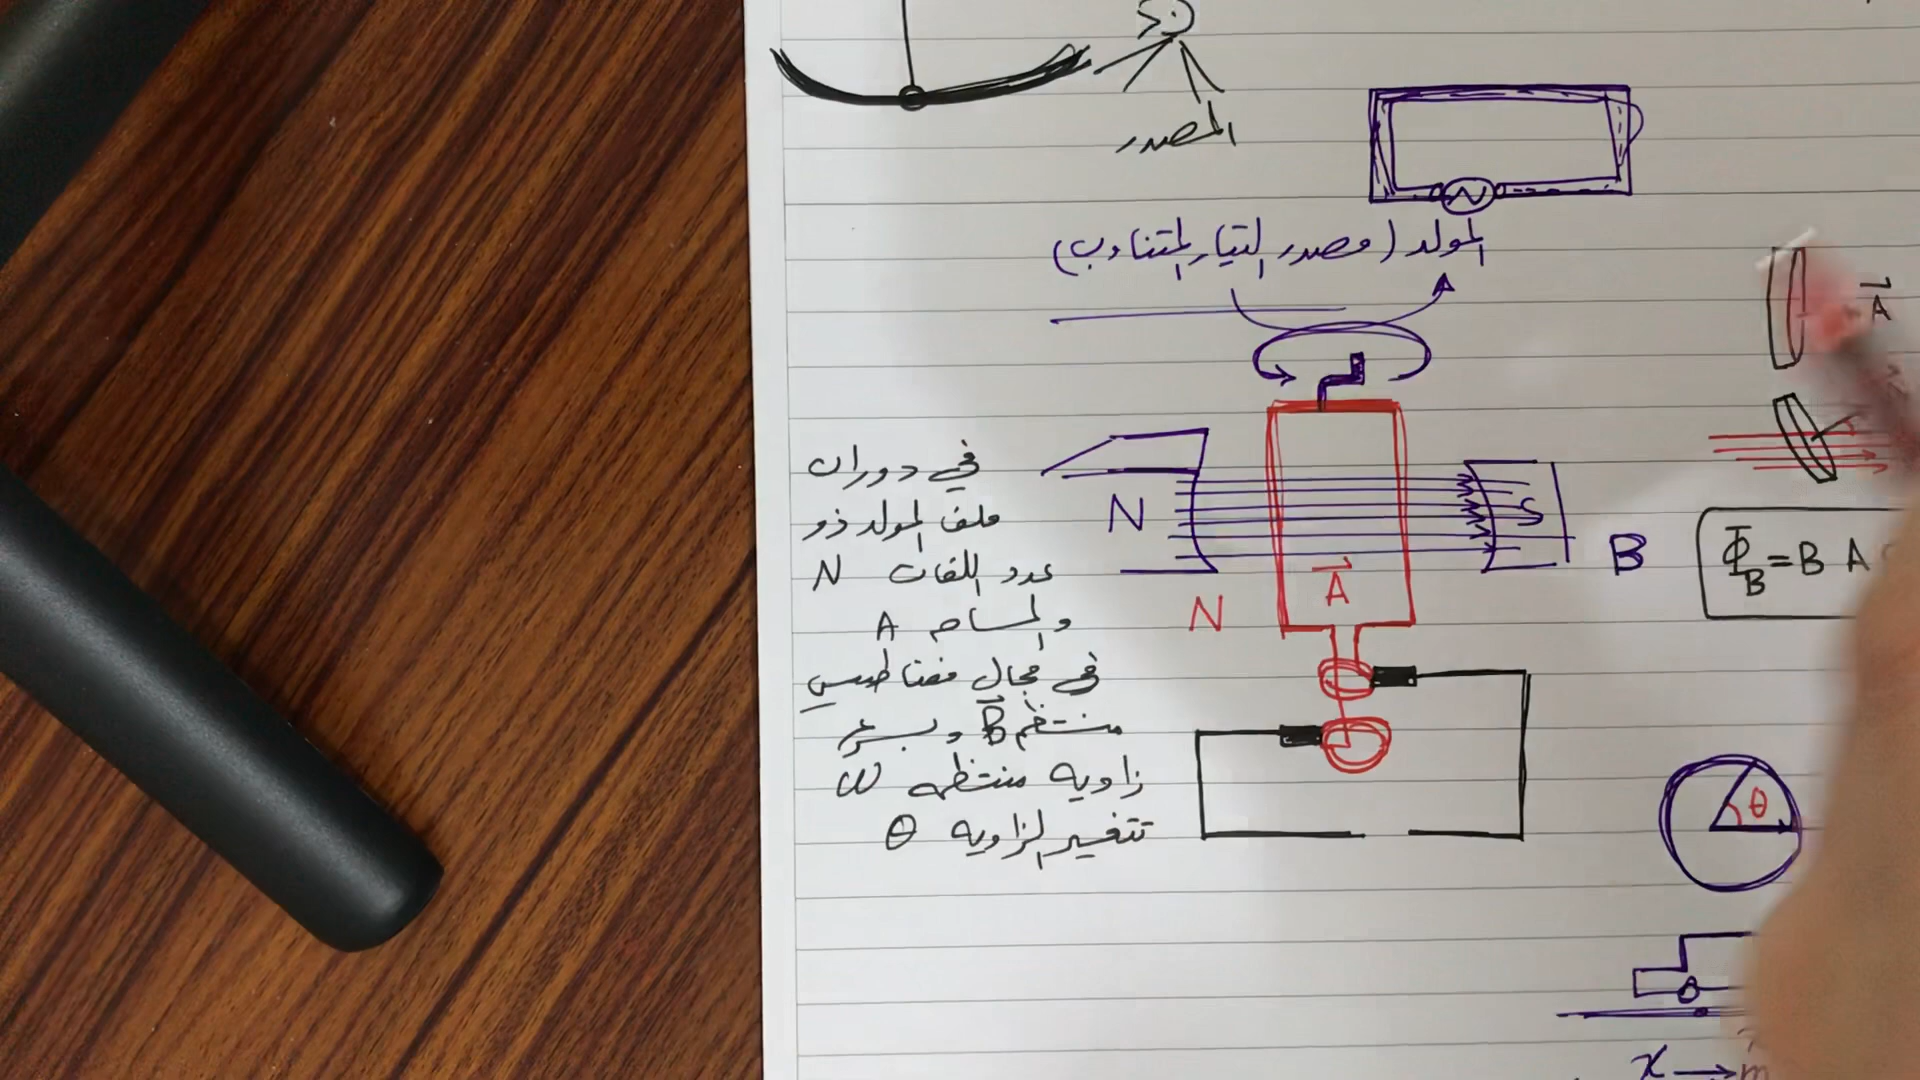 المصدر
المولد (مصدر التيار المتناوب)
A
في دوران
ملف المولد ذو
عدد اللفات N
والمساحة A
في مجال مغناطيسي
منتظم B وبسرعة
زاوية منتظمة ω
تتغير الزاوية θ
N
S
B
A
N
Φ_B = B A
θ
x →